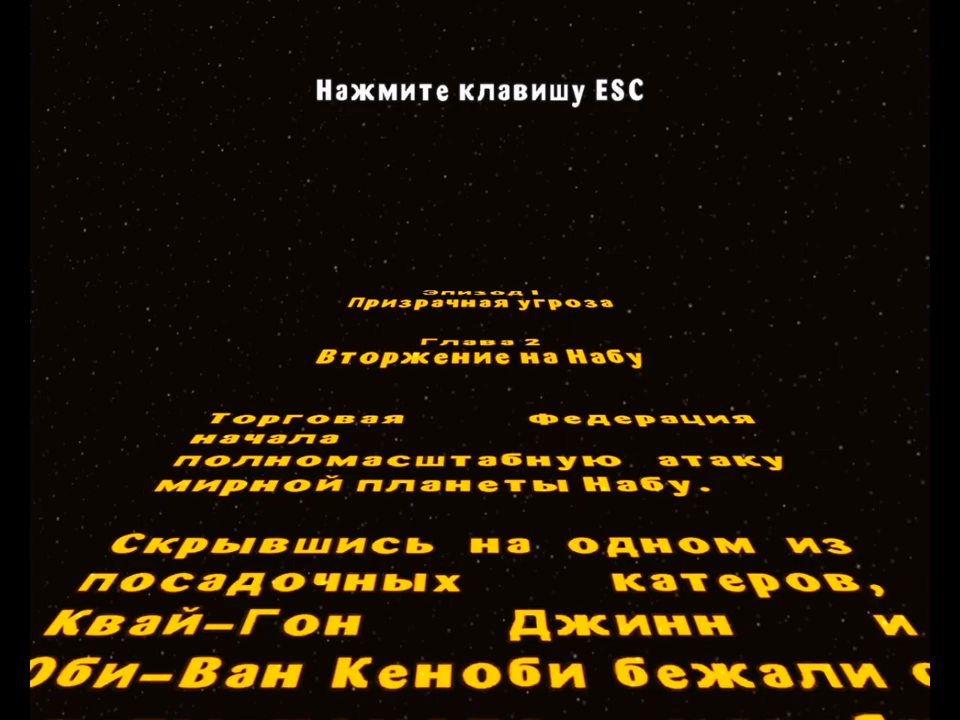 Нажмите клавишу ESC
Эпизод I
Призрачная угроза
Глава 2
Вторжение на Набу
Торговая федерация
начала
полномасштабную атаку
мирной планеты Набу.
Скрывшись на одном из
посадочных катеров,
Квай-Гон Джинн и
Оби-Ван Кеноби бежали с